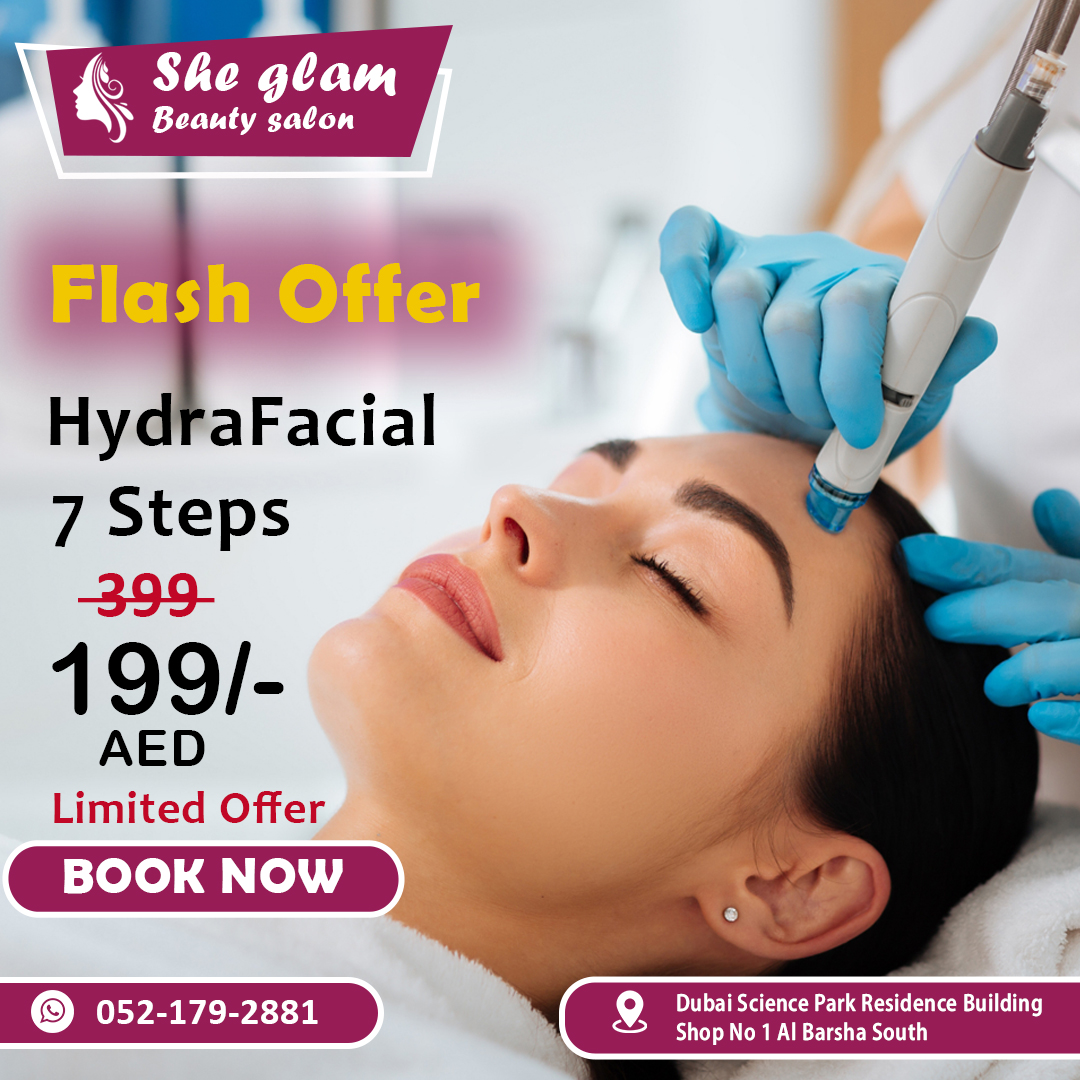 She glam
Beauty salon
Flash Offer
HydraFacial
7 Steps
399
199/-
AED
Limited Offer
BOOK NOW
052-179-2881
Dubai Science Park Residence Building
Shop No 1 Al Barsha South